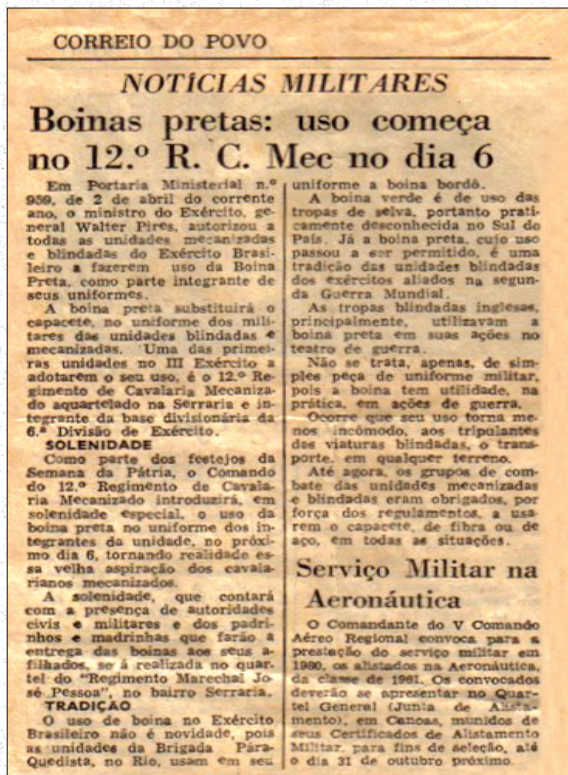 CORREIO DO POVO
NOTÍCIAS MILITARES
Boinas pretas: uso começa
no 12.º R. C. Mec no dia 6
Em Portaria Ministerial n.º
959, de 2 de abril do corrente
ano, o ministro do Exército, ge-
neral Walter Pires, autorizou a
todas as unidades mecanizadas
e blindadas do Exército Brasi-
leiro a fazerem uso da Boina
Preta, como parte integrante de
seus uniformes.
A boina preta substituirá o
capacete, no uniforme dos mili-
tares das unidades blindadas e
mecanizadas. Uma das primei-
ras unidades no III Exército a
adotarem o seu uso, é o 12.º Re-
gimento de Cavalaria Mecaniza-
do aquartelado na Serraria e in-
tegrante da base divisionária da
6.ª Divisão de Exército.
SOLENIDADE
Como parte dos festejos da
Semana da Pátria, o Comando
do 12.º Regimento de Cavala-
ria Mecanizado introduzirá, em
solenidade especial, o uso da
boina preta no uniforme dos in-
tegrantes da unidade, no próxi-
mo dia 6, tornando realidade es-
sa velha aspiração dos cavala-
rianos mecanizados.
A solenidade, que contará
com a presença de autoridades
civis e militares e dos padri-
nhos e madrinhas que farão a
entrega das boinas aos seus a-
filhados, se á realizada no quar-
tel do "Regimento Marechal Jo-
sé Pessoa", no bairro Serraria.
TRADIÇÃO
O uso de boina no Exército
Brasileiro não é novidade, pois
as unidades da Brigada Pára-
Quedista, no Rio, usam em seu
uniforme a boina bordô.
A boina verde é de uso das
tropas de selva, portanto prati-
camente desconhecida no Sul do
País. Já a boina preta, cujo uso
passou a ser permitido, é uma
tradição das unidades blindadas
dos exércitos aliados na segun-
da Guerra Mundial.
As tropas blindadas inglesas,
principalmente, utilizavam a
boina preta em suas ações no
teatro de guerra.
Não se trata, apenas, de sim-
ples peça de uniforme militar,
pois a boina tem utilidade, na
prática, em ações de guerra.
Ocorre que seu uso torna me-
nos incômodo, aos tripulantes
das viaturas blindadas, o trans-
porte, em qualquer terreno.
Até agora, os grupos de com-
bate das unidades mecanizadas
e blindadas eram obrigados, por
força dos regulamentos, a usa-
rem o capacete, de fibra ou de
aço, em todas as situações.
Serviço Militar na
Aeronáutica
O Comandante do V Comando
Aéreo Regional convoca para a
prestação do serviço militar em
1980, os alistados na Aeronáutica,
da classe de 1961. Os convocados
deverão se apresentar no Quar-
tel General (Junta de Alista-
mento), em Canoas, munidos de
seus Certificados de Alistamento
Militar, para fins de seleção, até
o dia 31 de outubro próximo.